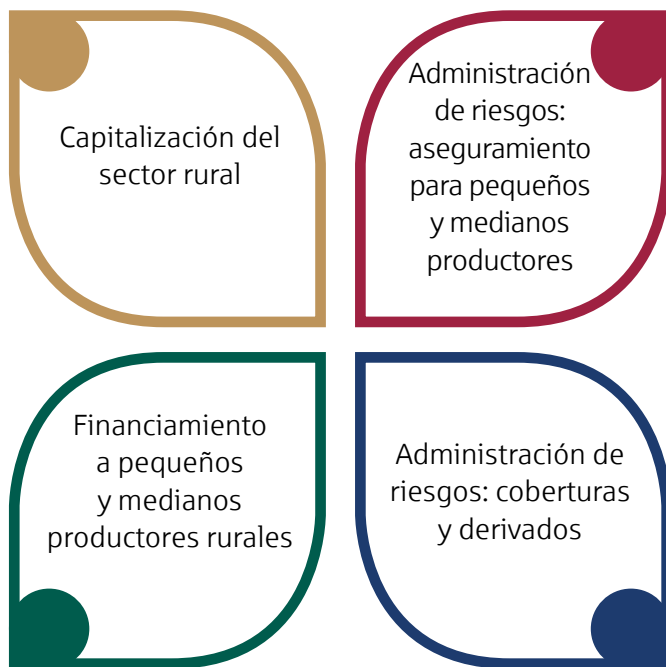 Capitalización del
sector rural
Administración
de riesgos:
aseguramiento
para pequeños
y medianos
productores
Financiamiento
a pequeños
y medianos
productores rurales
Administración de
riesgos: coberturas
y derivados